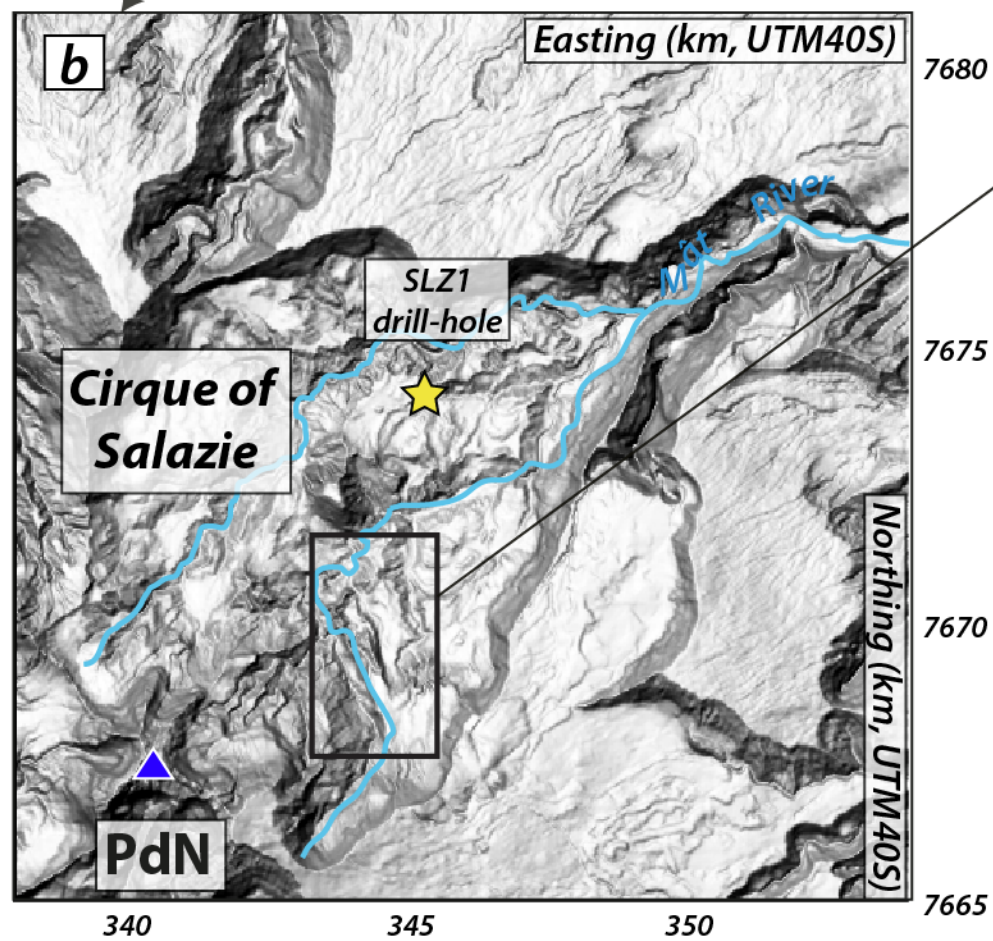 b
Easting (km, UTM40S)
7680
Mât River
SLZ1
drill-hole
7675
Cirque of
Salazie
Northing (km, UTM40S)
7670
PdN
7665
340
345
350